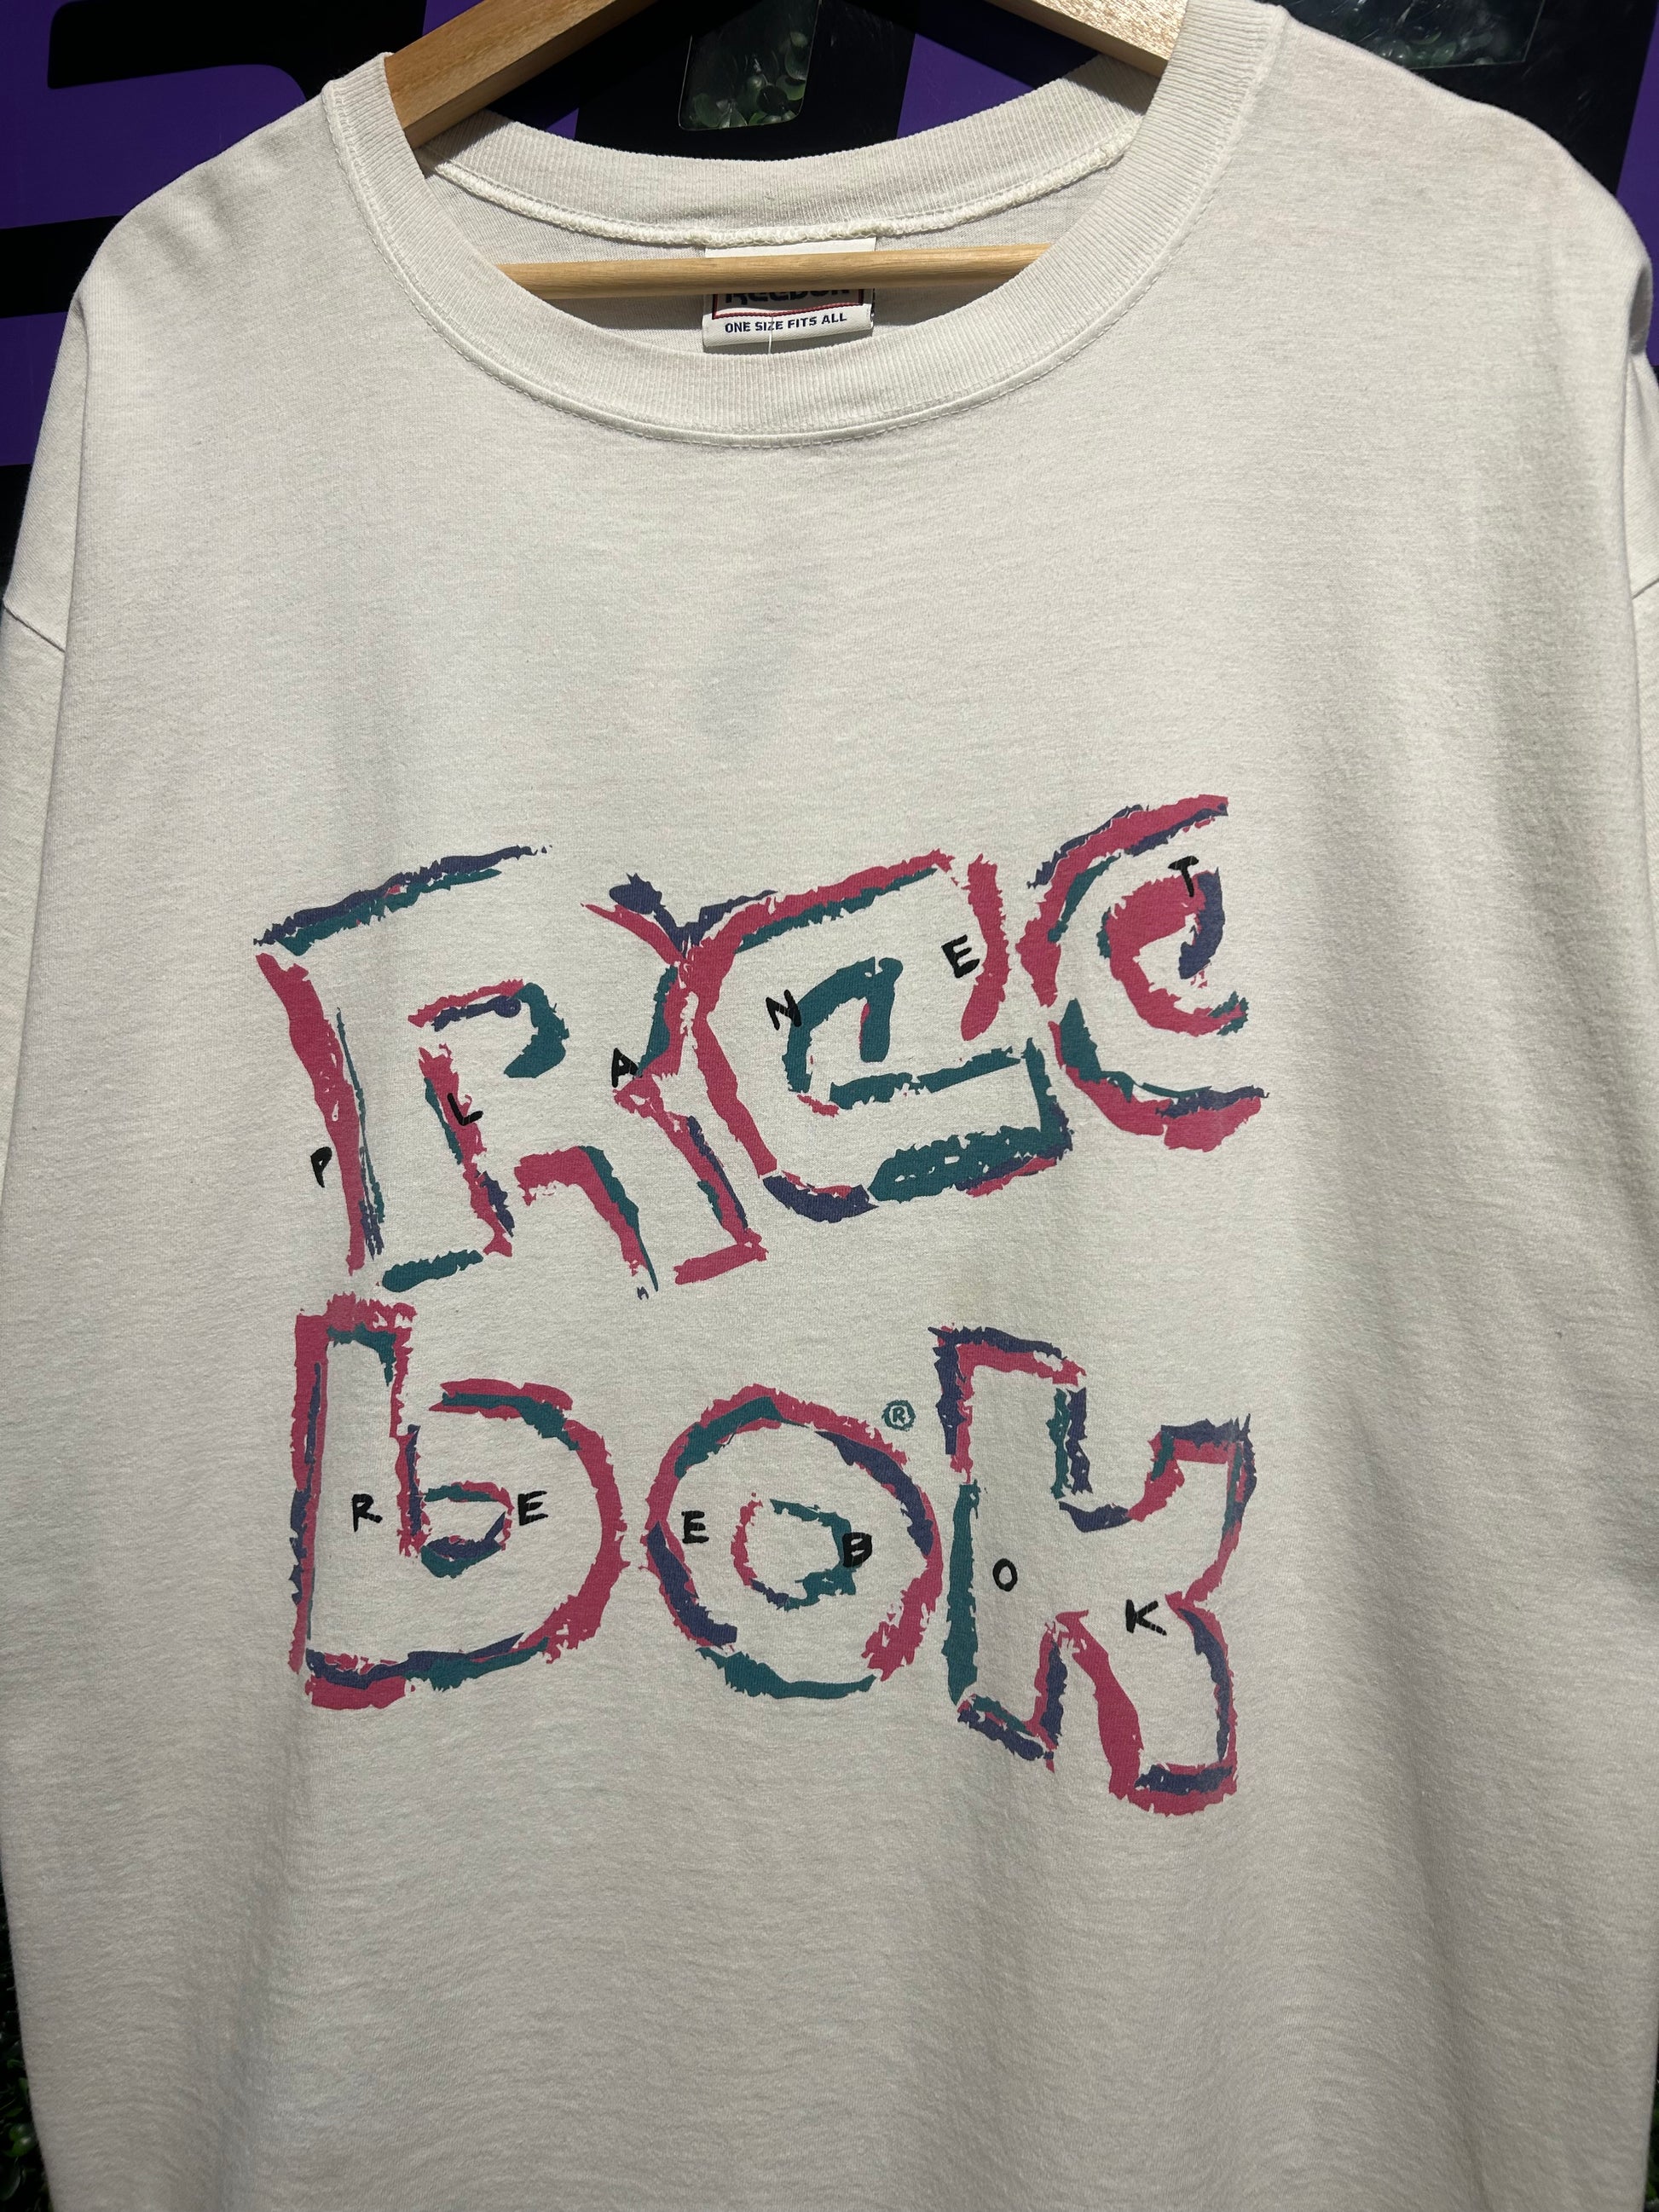 REEBOK
ONE SIZE FITS ALL
Ree
PLANET
bok®
REEBOK